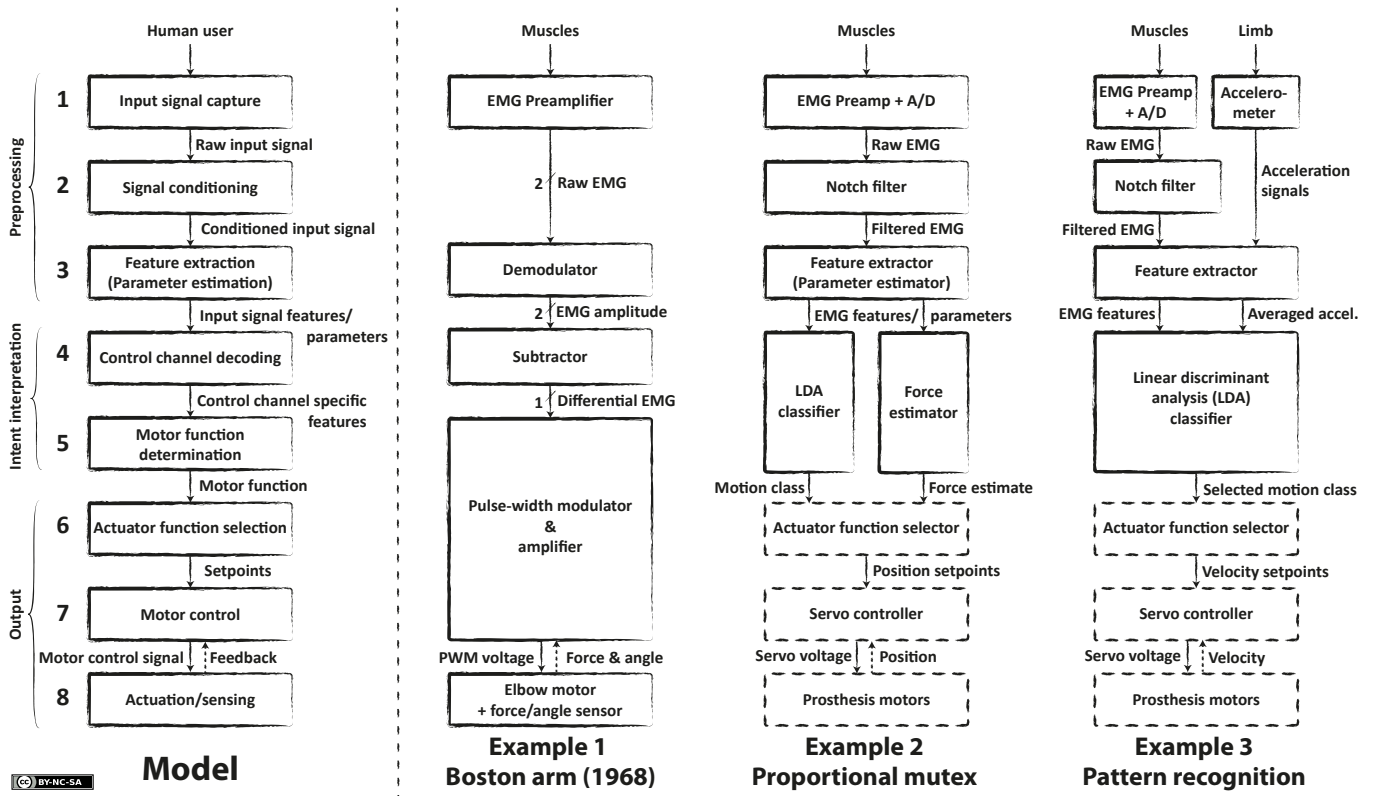 Human user
Preprocessing
1
Input signal capture
Raw input signal
2
Signal conditioning
Conditioned input signal
3
Feature extraction
(Parameter estimation)
Input signal features/
parameters
Intent interpretation
4
Control channel decoding
Control channel specific
features
5
Motor function
determination
Motor function
Output
6
Actuator function selection
Setpoints
7
Motor control
Motor control signal
Feedback
8
Actuation/sensing
Model
cc BY-NC-SA
Muscles
EMG Preamplifier
2 Raw EMG
Demodulator
2 EMG amplitude
Subtractor
1 Differential EMG
Pulse-width modulator
&
amplifier
PWM voltage
Force & angle
Elbow motor
+ force/angle sensor
Example 1
Boston arm (1968)
Muscles
EMG Preamp + A/D
Raw EMG
Notch filter
Filtered EMG
Feature extractor
(Parameter estimator)
EMG features/ parameters
LDA
classifier
Force
estimator
Motion class
Force estimate
Actuator function selector
Position setpoints
Servo controller
Servo voltage
Position
Prosthesis motors
Example 2
Proportional mutex
Muscles
Limb
EMG Preamp
+ A/D
Accelero-
meter
Raw EMG
Notch filter
Acceleration
signals
Filtered EMG
Feature extractor
EMG features
Averaged accel.
Linear discriminant
analysis (LDA)
classifier
Selected motion class
Actuator function selector
Velocity setpoints
Servo controller
Servo voltage
Velocity
Prosthesis motors
Example 3
Pattern recognition